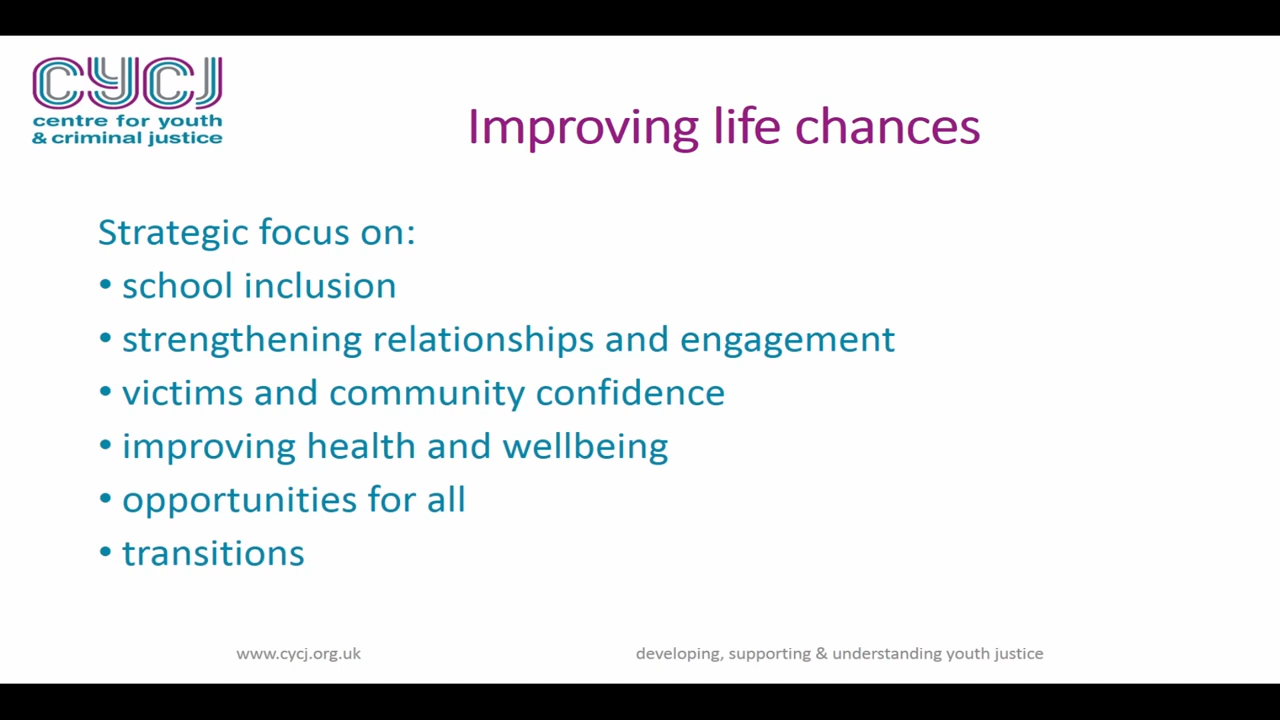 cycj
centre for youth
& criminal justice
Improving life chances
Strategic focus on:
• school inclusion
• strengthening relationships and engagement
• victims and community confidence
• improving health and wellbeing
• opportunities for all
• transitions
www.cycj.org.uk
developing, supporting & understanding youth justice